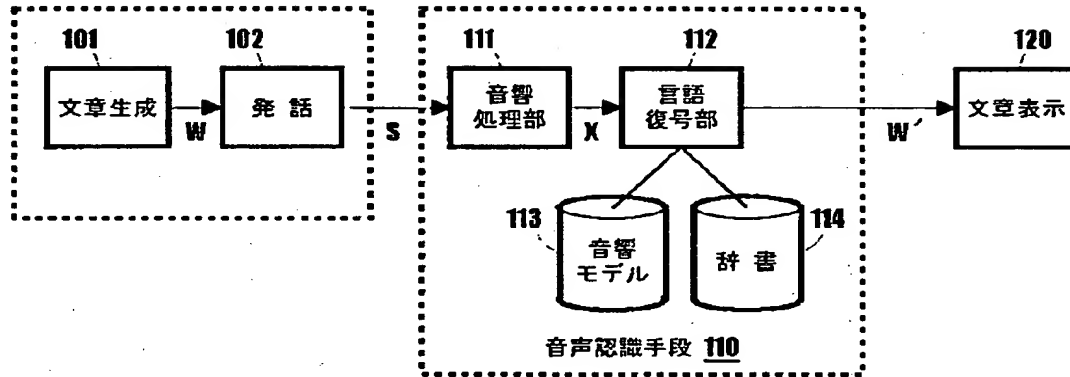 101
102
111
112
120
文章生成
W
発話
S
音響
処理部
X
言語
復号部
W'
文章表示
113
音響
モデル
辞書
114
音声認識手段 110